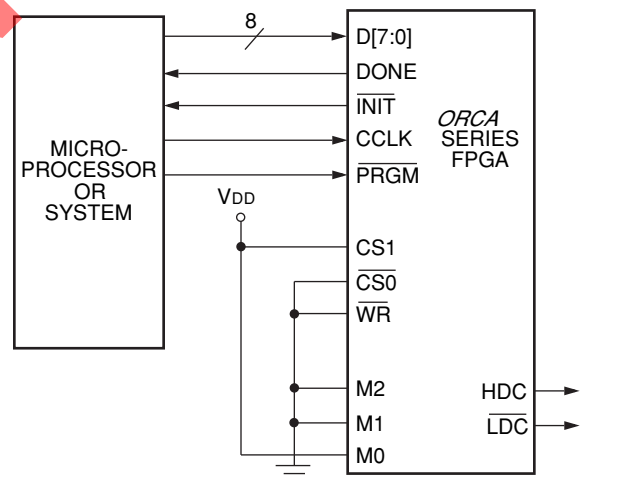 8
D[7:0]
DONE
INIT
CCLK
PRGM
ORCA
SERIES
FPGA
MICRO-
PROCESSOR
OR
SYSTEM
VDD
CS1
CS0
WR
M2
M1
M0
HDC
LDC